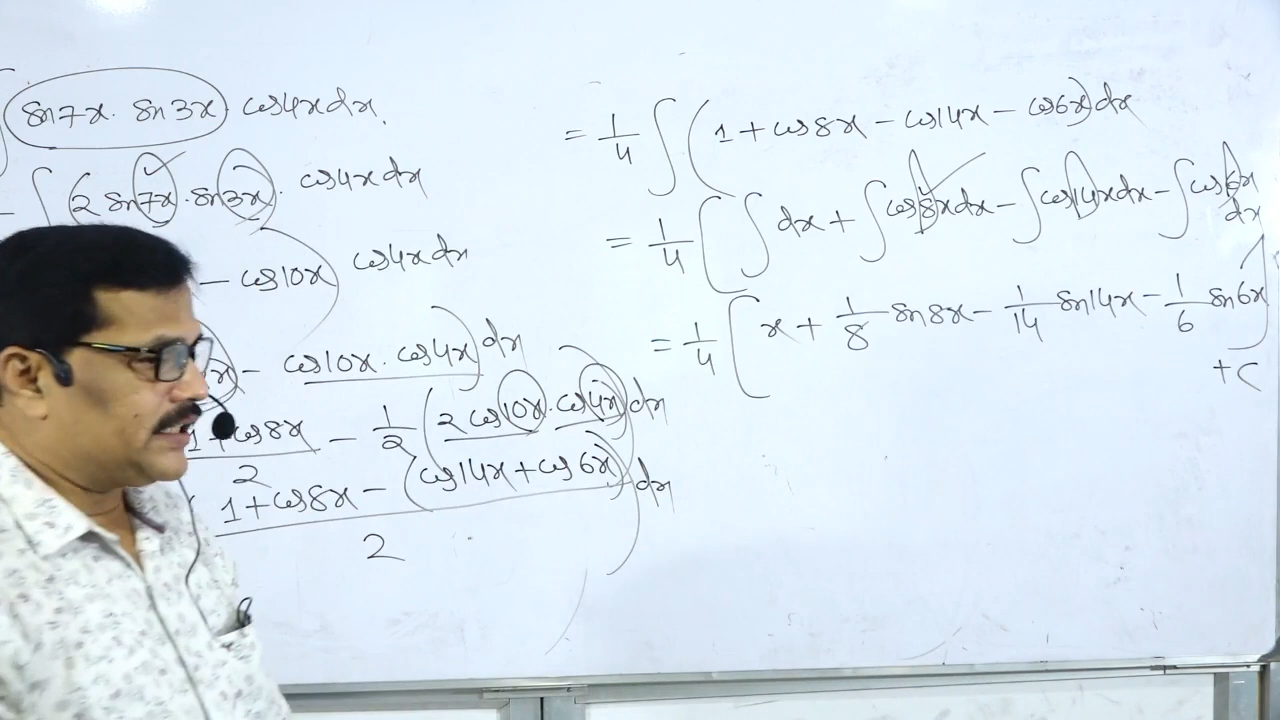 ∫ sin7x · sin3x cos4x dx.
∫ (2 sin7x · sin3x) · cos4x dx
− cos10x) cos4x dx
x − cos10x · cos4x) dx
1+cos8x / 2 − 1/2 (2 cos10x · cos4x) dx
1+cos8x − (cos14x + cos6x) / 2 dx
= 1/4 ∫ (1 + cos8x − cos14x − cos6x) dx
= 1/4 [ ∫ dx + ∫ cos8x dx − ∫ cos14x dx − ∫ cos6x dx ]
= 1/4 [ x + 1/8 sin8x − 1/14 sin14x − 1/6 sin6x ]
+ C